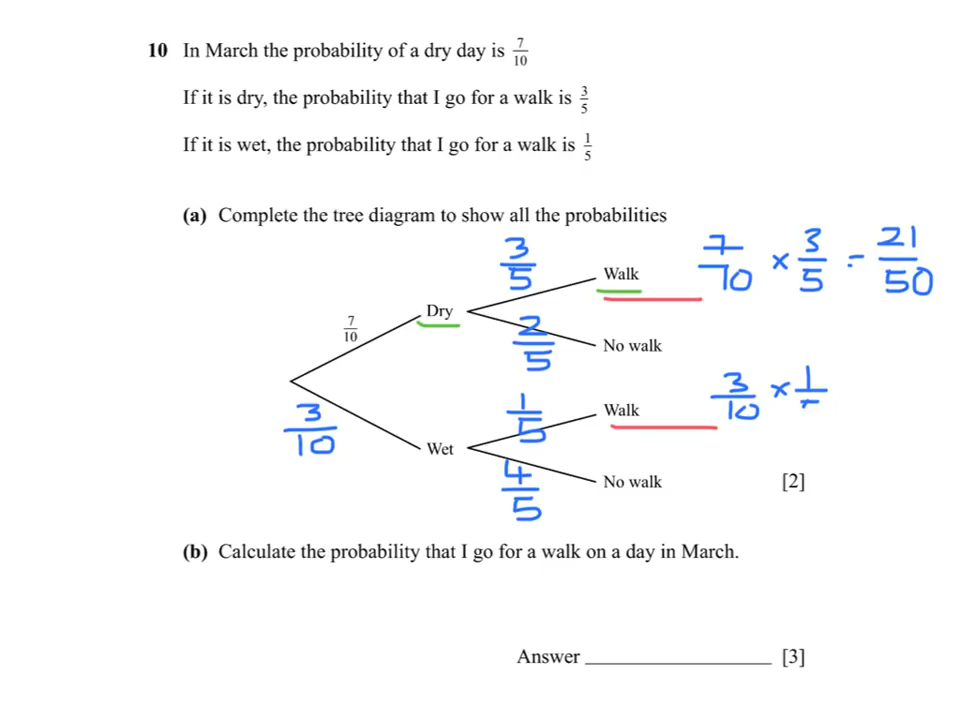 10 In March the probability of a dry day is 7/10
If it is dry, the probability that I go for a walk is 3/5
If it is wet, the probability that I go for a walk is 1/5
(a) Complete the tree diagram to show all the probabilities
3/5 Walk 7/10 × 3/5 = 21/50
7/10 Dry
2/5 No walk
3/10 1/5 Walk 3/10 × 1/
Wet
4/5 No walk [2]
(b) Calculate the probability that I go for a walk on a day in March.
Answer ____________________ [3]